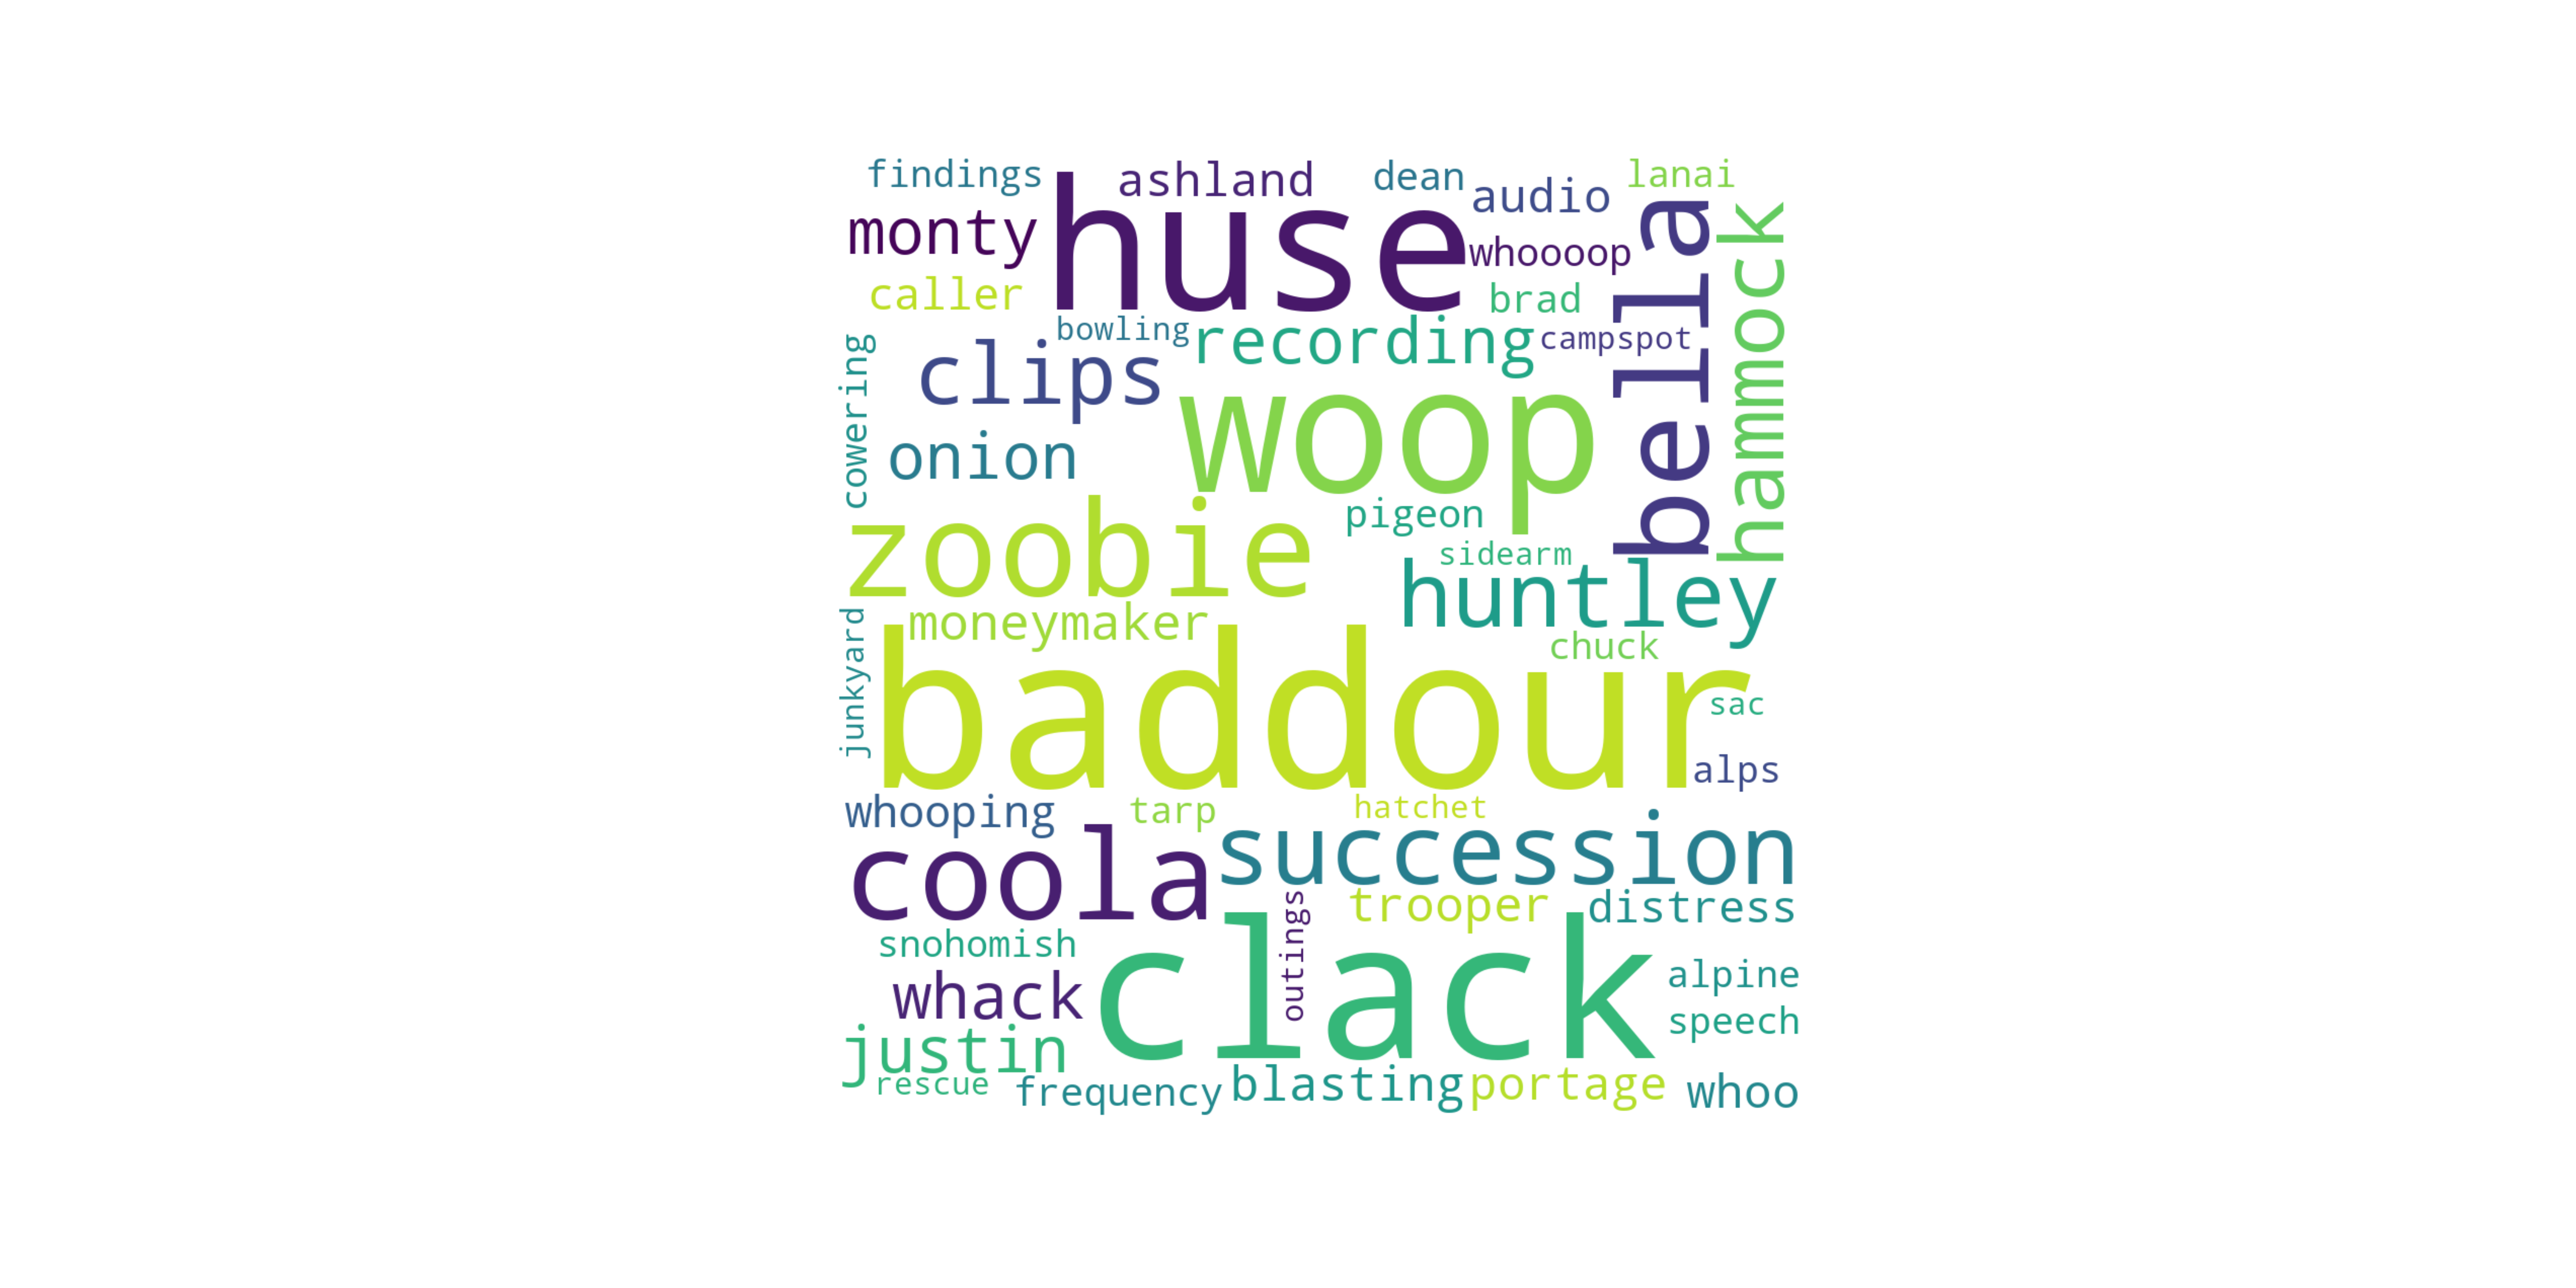 findings
ashland
dean
lanai
audio
monty
huse
whoooop
bella
hammock
caller
brad
bowling
recording
campspot
cowering
clips
woop
onion
pigeon
zoobie
sidearm
huntley
moneymaker
chuck
junkyard
baddour
sac
alps
whooping
tarp
hatchet
coola
succession
trooper
distress
outings
snohomish
clack
alpine
whack
speech
justin
rescue
frequency
blasting
portage
whoo